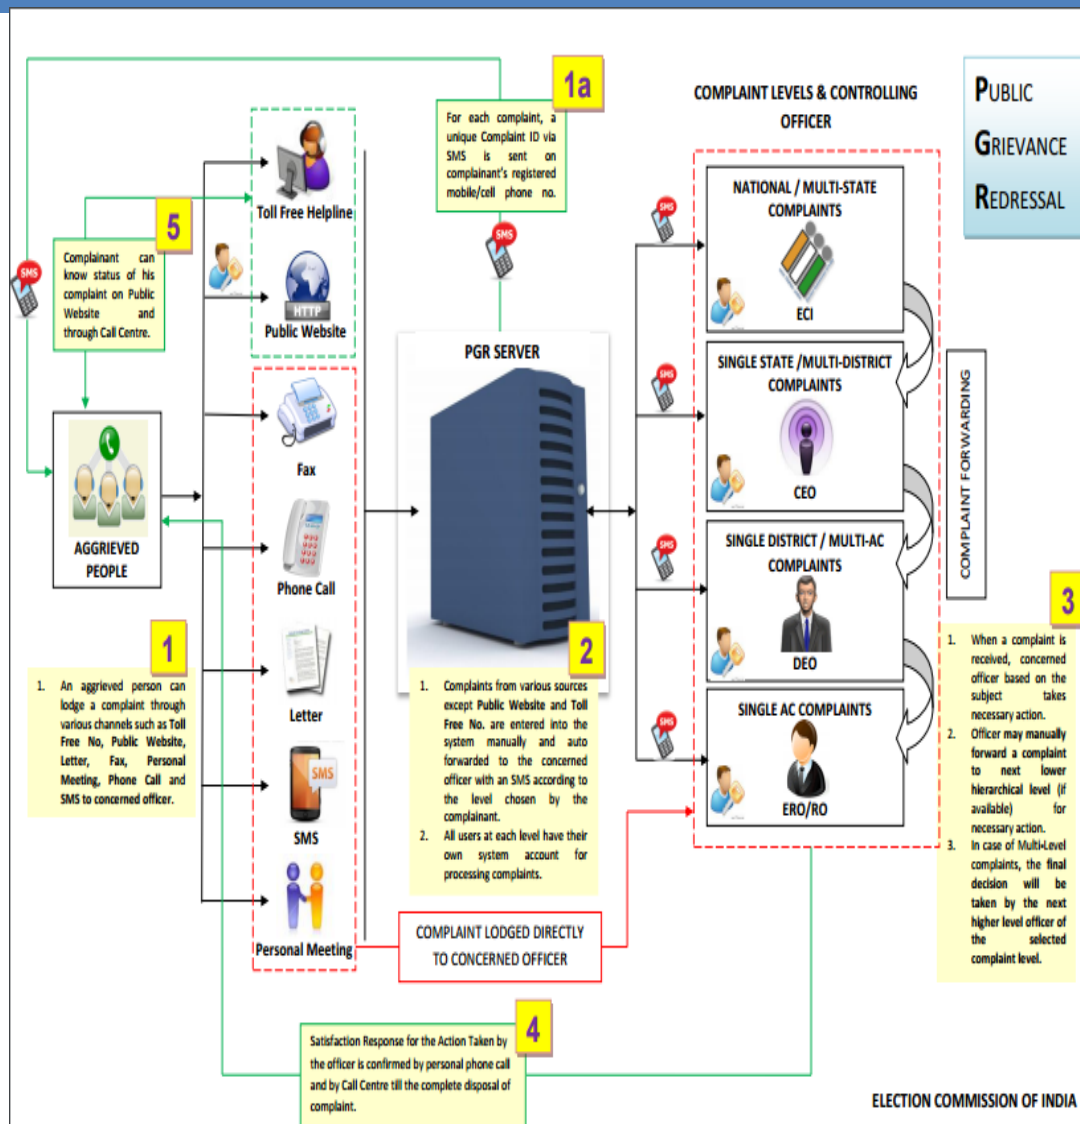 1a
For each complaint, a
unique Complaint ID via
SMS is sent on
complainant's registered
mobile/cell phone no.
COMPLAINT LEVELS & CONTROLLING
OFFICER
PUBLIC
GRIEVANCE
REDRESSAL
Toll Free Helpline
HTTP
Public Website
5
Complainant can
know status of his
complaint on Public
Website and
through Call Centre.
SMS
SMS
AGGRIEVED
PEOPLE
Fax
Phone Call
Letter
SMS
SMS
Personal Meeting
1
1. An aggrieved person can
lodge a complaint through
various channels such as Toll
Free No, Public Website,
Letter, Fax, Personal
Meeting, Phone Call and
SMS to concerned officer.
PGR SERVER
2
1. Complaints from various sources
except Public Website and Toll
Free No. are entered into the
system manually and auto
forwarded to the concerned
officer with an SMS according to
the level chosen by the
complainant.
2. All users at each level have their
own system account for
processing complaints.
COMPLAINT LODGED DIRECTLY
TO CONCERNED OFFICER
SMS
NATIONAL / MULTI-STATE
COMPLAINTS
ECI
SMS
SINGLE STATE /MULTI-DISTRICT
COMPLAINTS
CEO
SMS
SINGLE DISTRICT / MULTI-AC
COMPLAINTS
DEO
SMS
SINGLE AC COMPLAINTS
ERO/RO
COMPLAINT FORWARDING
3
1. When a complaint is
received, concerned
officer based on the
subject takes
necessary action.
2. Officer may manually
forward a complaint
to next lower
hierarchical level (if
available) for
necessary action.
3. In case of Multi-Level
complaints, the final
decision will be
taken by the next
higher level officer of
the selected
complaint level.
4
Satisfaction Response for the Action Taken by
the officer is confirmed by personal phone call
and by Call Centre till the complete disposal of
complaint.
ELECTION COMMISSION OF INDIA